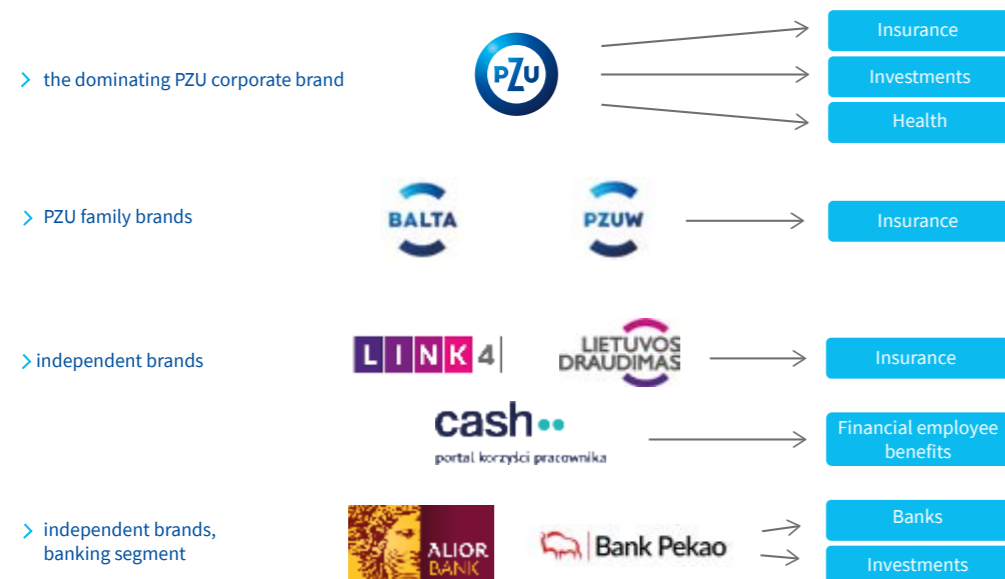 Insurance
the dominating PZU corporate brand
PZU
Investments
Health
PZU family brands
BALTA
PZUW
Insurance
independent brands
LINK4
LIETUVOS
DRAUDIMAS
Insurance
cash
portal korzyści pracownika
Financial employee
benefits
independent brands,
banking segment
ALIOR
BANK
Bank Pekao
Banks
Investments